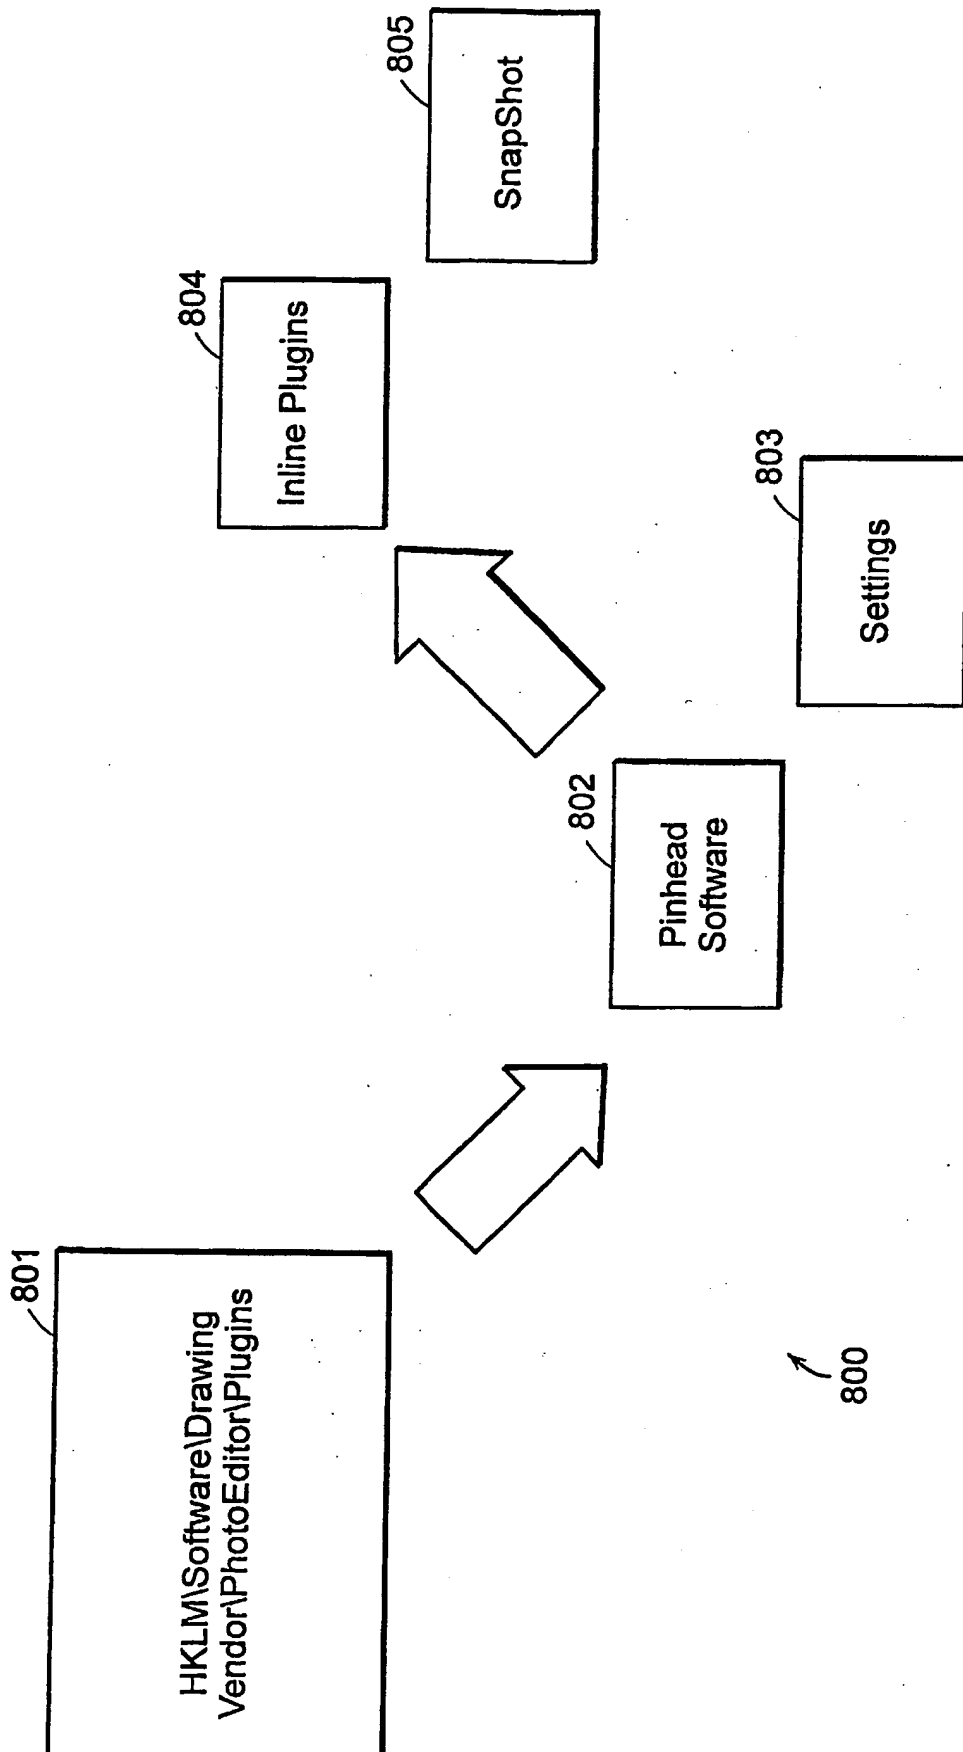 801
HKLM\Software\Drawing
Vendor\PhotoEditor\Plugins
800
802
Pinhead
Software
803
Settings
804
Inline Plugins
805
SnapShot